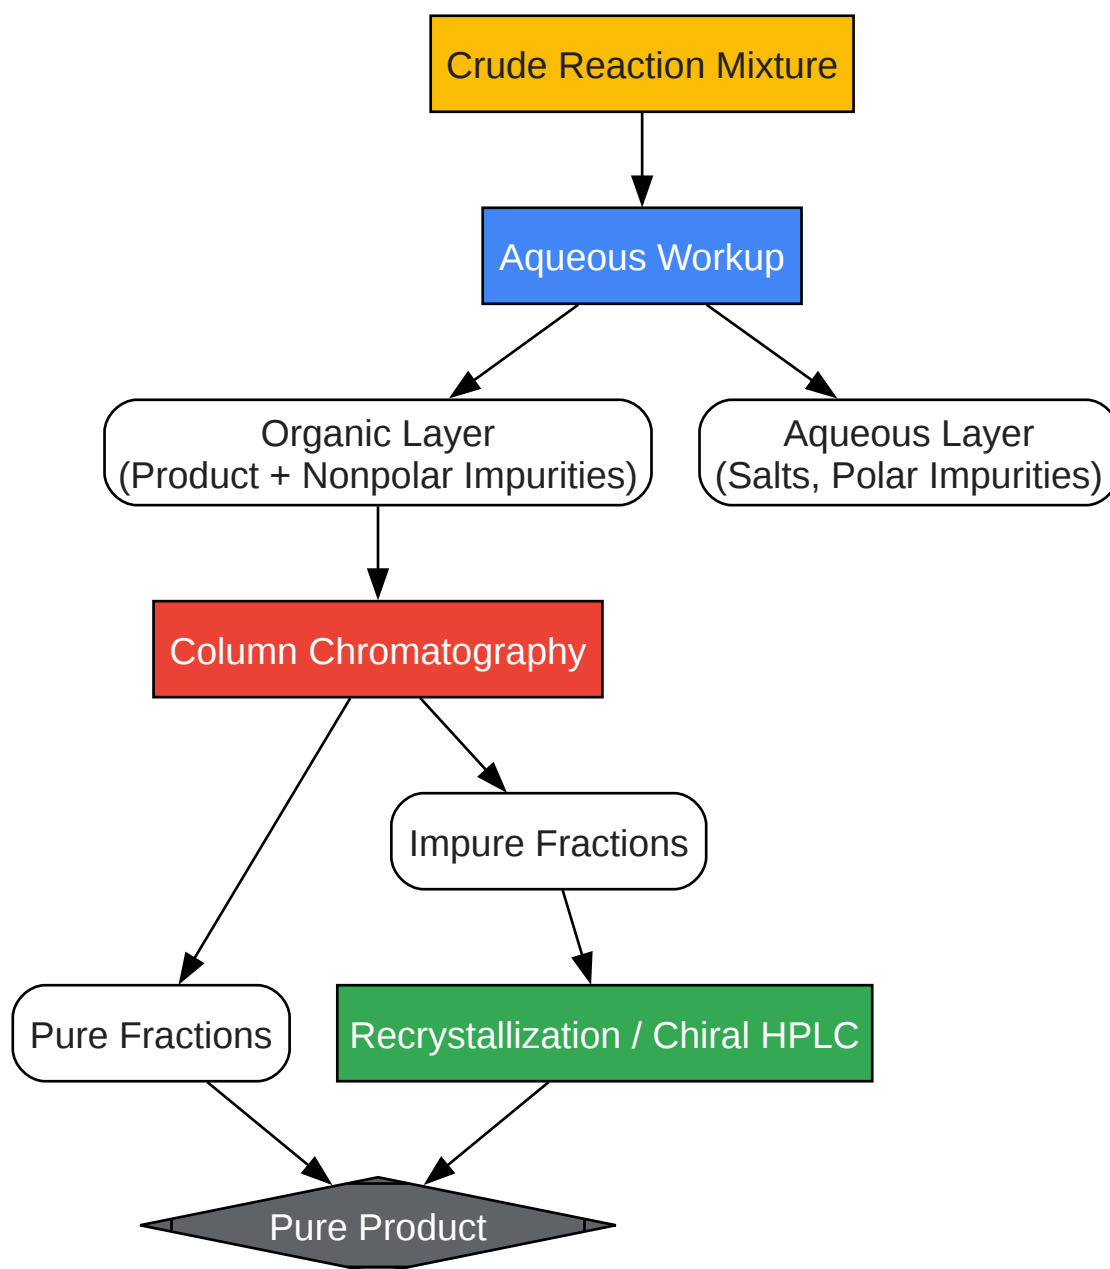 Crude Reaction Mixture
Aqueous Workup
Organic Layer
(Product + Nonpolar Impurities)
Aqueous Layer
(Salts, Polar Impurities)
Column Chromatography
Impure Fractions
Pure Fractions
Recrystallization / Chiral HPLC
Pure Product